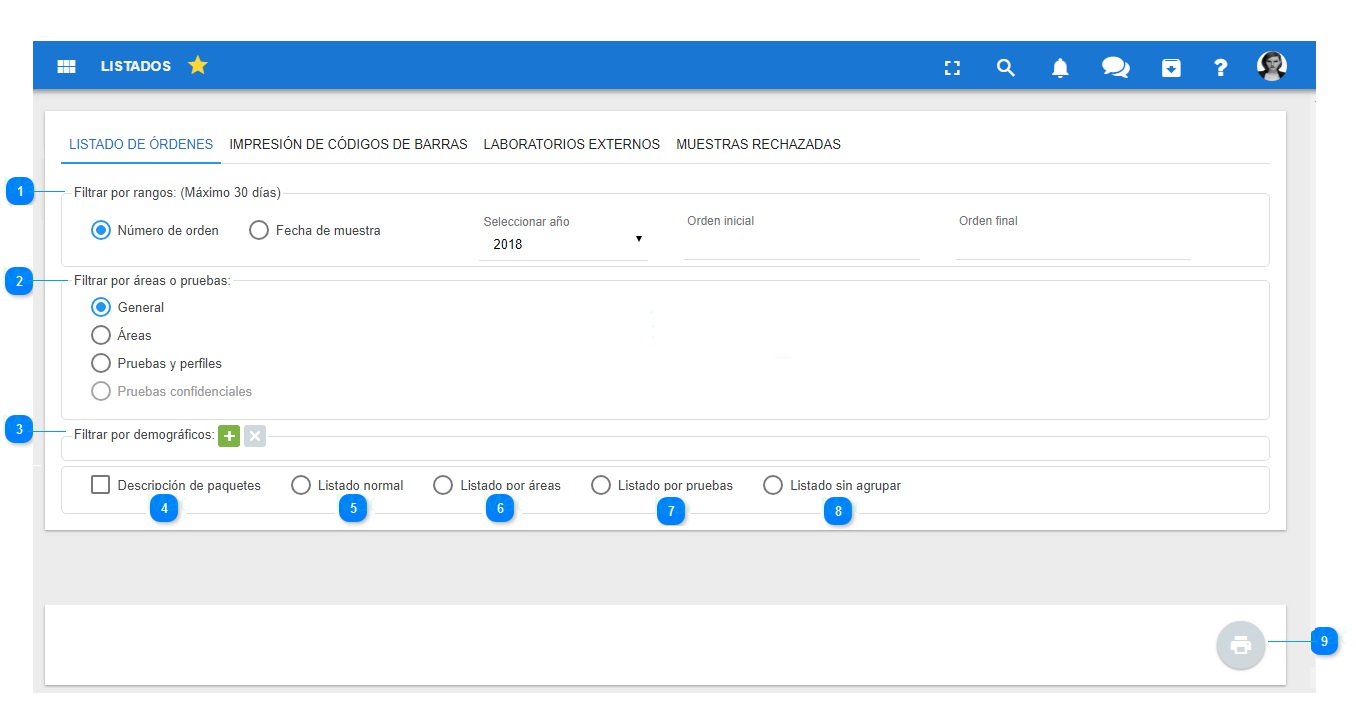 LISTADOS
?
LISTADO DE ÓRDENES IMPRESIÓN DE CÓDIGOS DE BARRAS LABORATORIOS EXTERNOS MUESTRAS RECHAZADAS
1 Filtrar por rangos: (Máximo 30 días)
Seleccionar año Orden inicial Orden final
Número de orden Fecha de muestra
2018
2 Filtrar por áreas o pruebas:
General
Áreas
Pruebas y perfiles
Pruebas confidenciales
3 Filtrar por demográficos:
Descripción de paquetes Listado normal Listado por áreas Listado por pruebas Listado sin agrupar
4 5 6 7 8
9